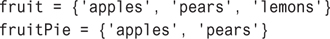 fruit = {'apples', 'pears', 'lemons'}
fruitPie = {'apples', 'pears'}